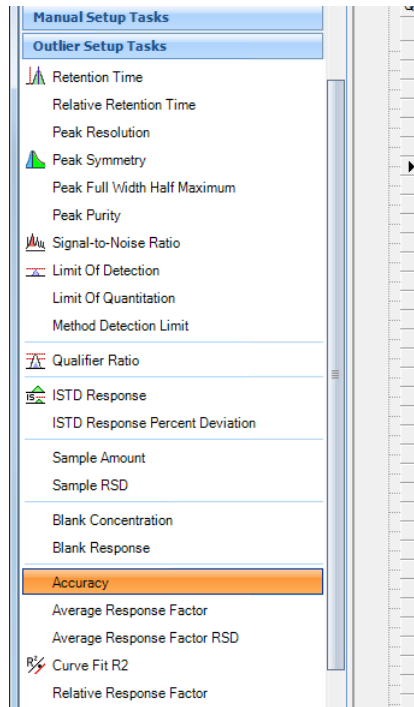 Manual Setup Tasks
Outlier Setup Tasks
Retention Time
Relative Retention Time
Peak Resolution
Peak Symmetry
Peak Full Width Half Maximum
Peak Purity
Signal-to-Noise Ratio
Limit Of Detection
Limit Of Quantitation
Method Detection Limit
Qualifier Ratio
ISTD Response
ISTD Response Percent Deviation
Sample Amount
Sample RSD
Blank Concentration
Blank Response
Accuracy
Average Response Factor
Average Response Factor RSD
Curve Fit R2
Relative Response Factor